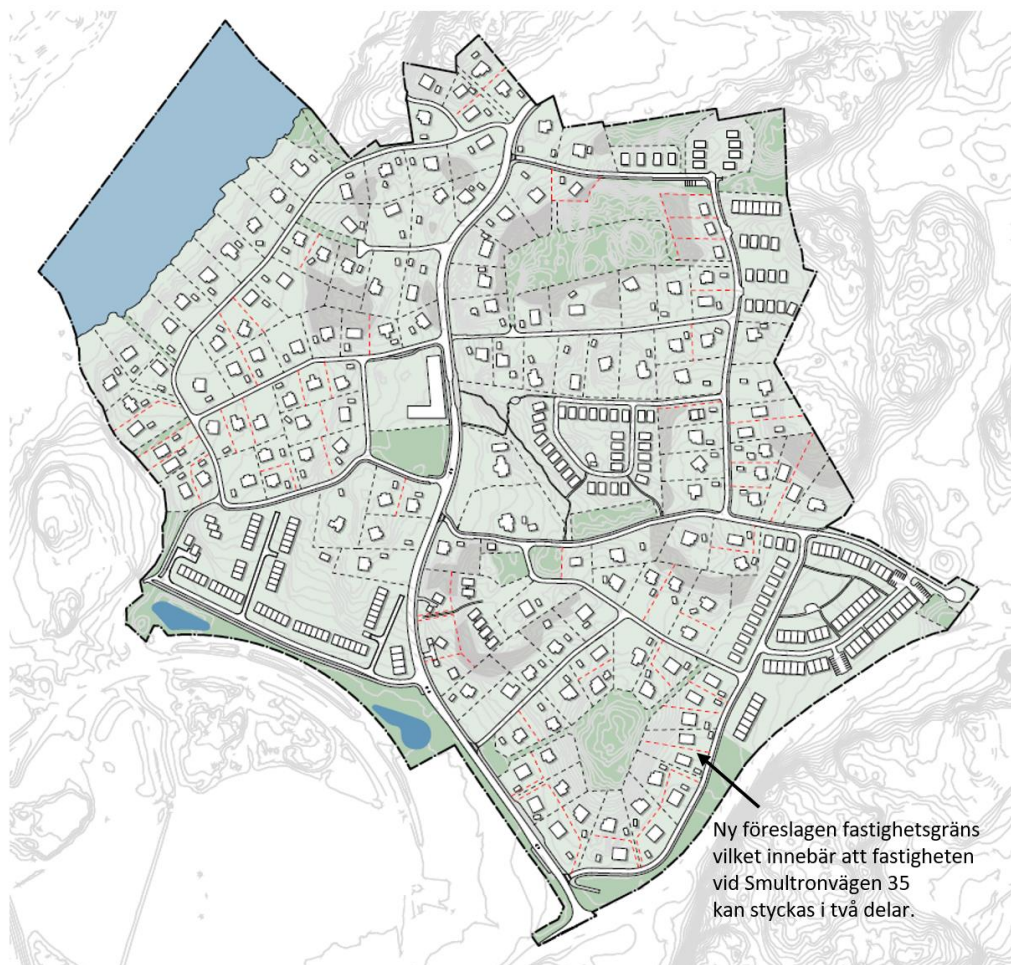 Ny föreslagen fastighetsgräns
vilket innebär att fastigheten
vid Smultronvägen 35
kan styckas i två delar.